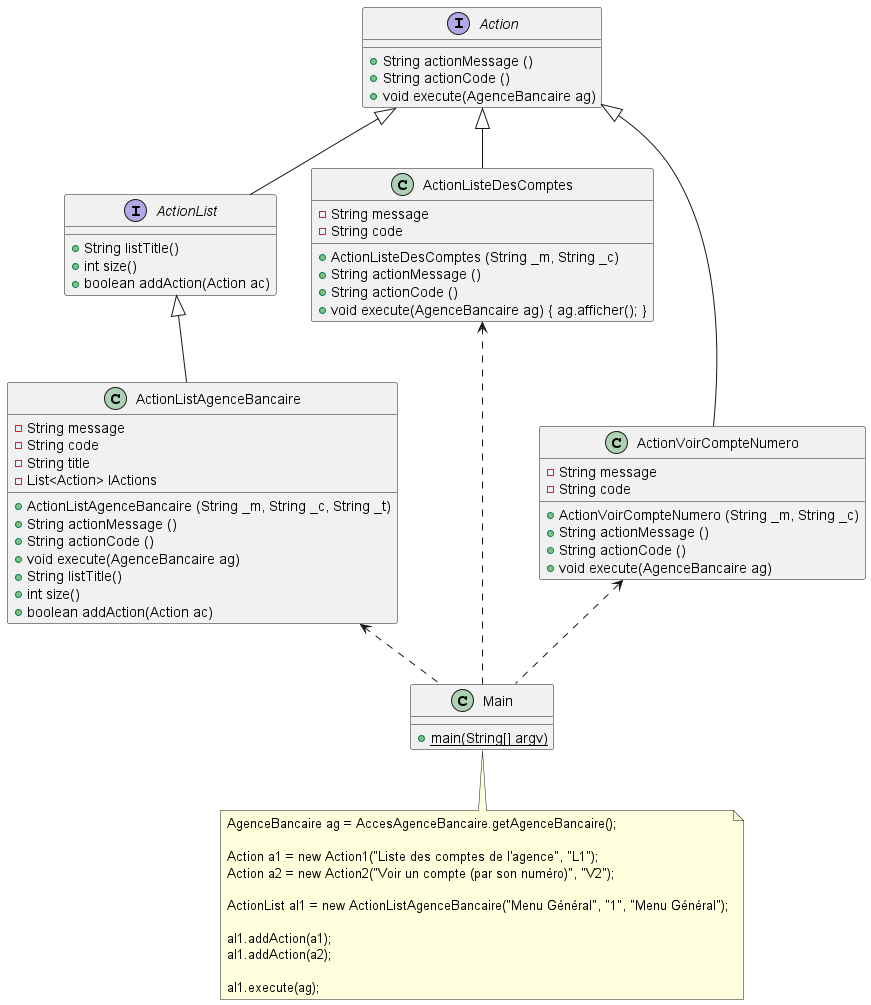 I Action
String actionMessage ()
String actionCode ()
void execute(AgenceBancaire ag)
I ActionList
String listTitle()
int size()
boolean addAction(Action ac)
C ActionListeDesComptes
String message
String code
ActionListeDesComptes (String _m, String _c)
String actionMessage ()
String actionCode ()
void execute(AgenceBancaire ag) { ag.afficher(); }
C ActionListAgenceBancaire
String message
String code
String title
List<Action> lActions
ActionListAgenceBancaire (String _m, String _c, String _t)
String actionMessage ()
String actionCode ()
void execute(AgenceBancaire ag)
String listTitle()
int size()
boolean addAction(Action ac)
C ActionVoirCompteNumero
String message
String code
ActionVoirCompteNumero (String _m, String _c)
String actionMessage ()
String actionCode ()
void execute(AgenceBancaire ag)
C Main
main(String[] argv)
AgenceBancaire ag = AccesAgenceBancaire.getAgenceBancaire();
Action a1 = new Action1("Liste des comptes de l'agence", "L1");
Action a2 = new Action2("Voir un compte (par son numéro)", "V2");
ActionList al1 = new ActionListAgenceBancaire("Menu Général", "1", "Menu Général");
al1.addAction(a1);
al1.addAction(a2);
al1.execute(ag);